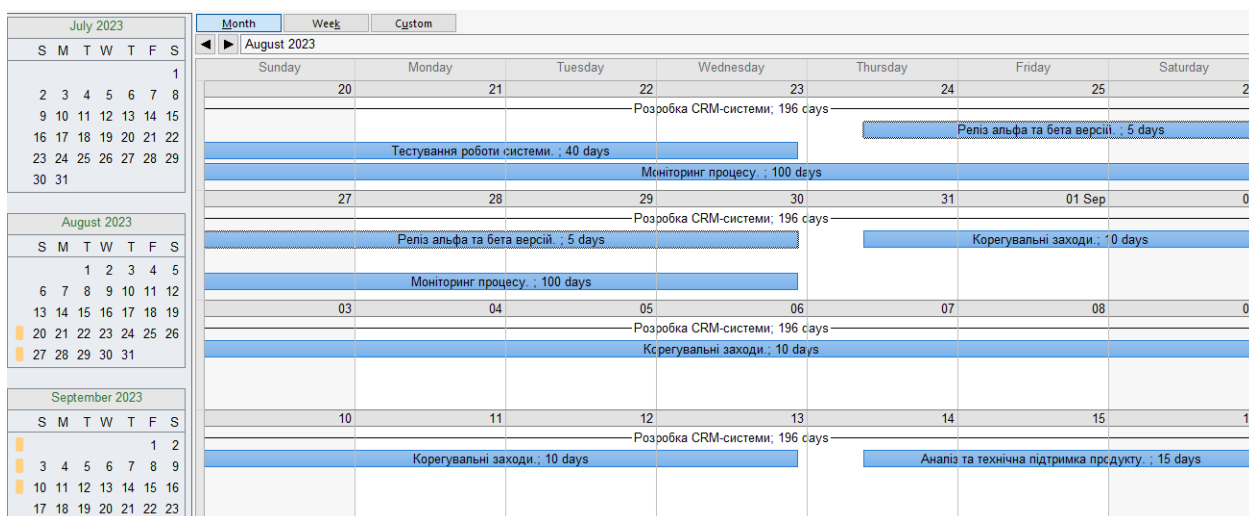 July 2023
S M T W T F S
1
2 3 4 5 6 7 8
9 10 11 12 13 14 15
16 17 18 19 20 21 22
23 24 25 26 27 28 29
30 31
August 2023
S M T W T F S
1 2 3 4 5
6 7 8 9 10 11 12
13 14 15 16 17 18 19
20 21 22 23 24 25 26
27 28 29 30 31
September 2023
S M T W T F S
1 2
3 4 5 6 7 8 9
10 11 12 13 14 15 16
17 18 19 20 21 22 23
Month Week Custom
August 2023
Sunday Monday Tuesday Wednesday Thursday Friday Saturday
20 21 22 23 24 25 2
Розробка CRM-системи; 196 days
Реліз альфа та бета версій. ; 5 days
Тестування роботи системи. ; 40 days
Моніторинг процесу. ; 100 days
27 28 29 30 31 01 Sep 0
Розробка CRM-системи; 196 days
Реліз альфа та бета версій. ; 5 days Корегувальні заходи.; 10 days
Моніторинг процесу. ; 100 days
03 04 05 06 07 08 0
Розробка CRM-системи; 196 days
Корегувальні заходи.; 10 days
10 11 12 13 14 15 1
Розробка CRM-системи; 196 days
Корегувальні заходи.; 10 days Аналіз та технічна підтримка продукту. ; 15 days